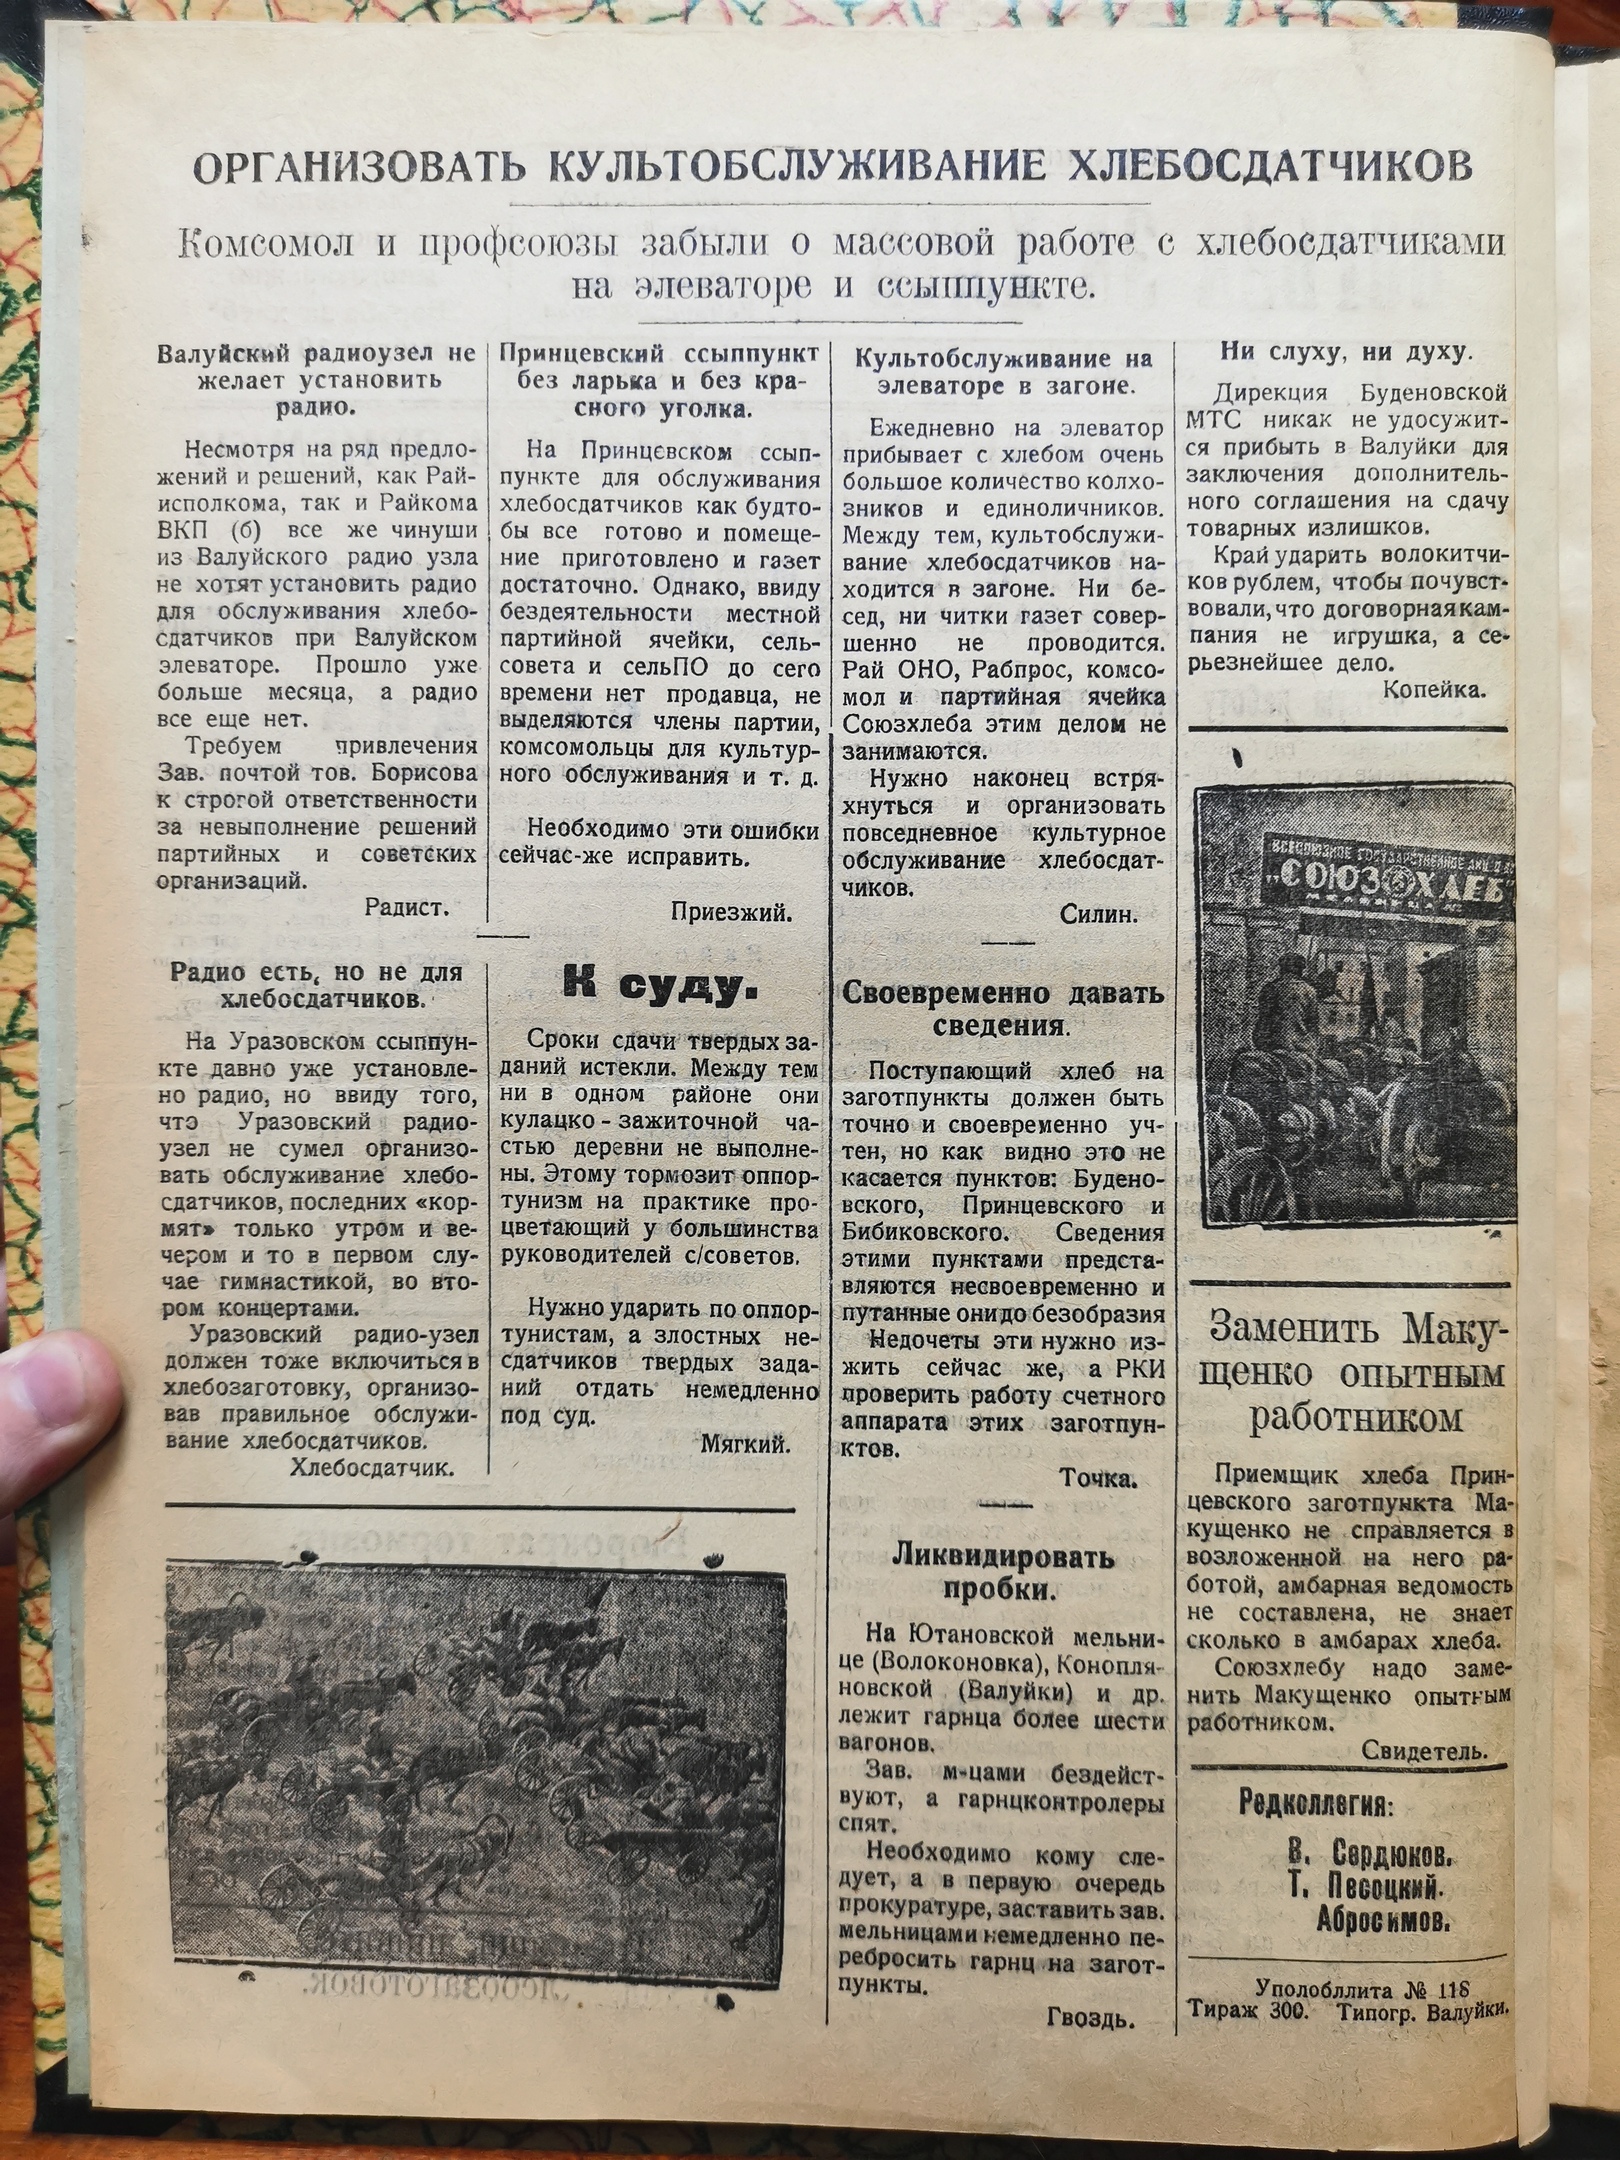 ОРГАНИЗОВАТЬ КУЛЬТОБСЛУЖИВАНИЕ ХЛЕБОСДАТЧИКОВ
Комсомол и профсоюзы забыли о массовой работе с хлебосдатчиками
на элеваторе и ссыппункте.
Валуйский радиоузел не
желает установить
радио.
Несмотря на ряд предло-
жений и решений, как Рай-
исполкома, так и Райкома
ВКП (б) все же чинуши
из Валуйского радио узла
не хотят установить радио
для обслуживания хлебо-
сдатчиков при Валуйском
элеваторе. Прошло уже
больше месяца, а радио
все еще нет.
Требуем привлечения
Зав. почтой тов. Борисова
к строгой ответственности
за невыполнение решений
партийных и советских
организаций.
Радист.
Радио есть, но не для
хлебосдатчиков.
На Уразовском ссыппун-
кте давно уже установле-
но радио, но ввиду того,
что Уразовский радио-
узел не сумел организо-
вать обслуживание хлебо-
сдатчиков, последних «кор-
мят» только утром и ве-
чером и то в первом слу-
чае гимнастикой, во вто-
ром концертами.
Уразовский радио-узел
должен тоже включиться в
хлебозаготовку, организо-
вав правильное обслужи-
вание хлебосдатчиков.
Хлебосдатчик.
Принцевский ссыппункт
без ларька и без кра-
сного уголка.
На Принцевском ссып-
пункте для обслуживания
хлебосдатчиков как будто-
бы все готово и помеще-
ние приготовлено и газет
достаточно. Однако, ввиду
бездеятельности местной
партийной ячейки, сель-
совета и сельПО до сего
времени нет продавца, не
выделяются члены партии,
комсомольцы для культур-
ного обслуживания и т. д.
Необходимо эти ошибки
сейчас-же исправить.
Приезжий.
К суду.
Сроки сдачи твердых за-
даний истекли. Между тем
ни в одном районе они
кулацко-зажиточной ча-
стью деревни не выполне-
ны. Этому тормозит оппор-
тунизм на практике про-
цветающий у большинства
руководителей с/советов.
Нужно ударить по оппор-
тунистам, а злостных не-
сдатчиков твердых зада-
ний отдать немедленно
под суд.
Мягкий.
Культобслуживание на
элеваторе в загоне.
Ежедневно на элеватор
прибывает с хлебом очень
большое количество колхо-
зников и единоличников.
Между тем, культобслужи-
вание хлебосдатчиков на-
ходится в загоне. Ни бе-
сед, ни читки газет совер-
шенно не проводится.
Рай ОНО, Рабпрос, комсо-
мол и партийная ячейка
Союзхлеба этим делом не
занимаются.
Нужно наконец встря-
хнуться и организовать
повседневное культурное
обслуживание хлебосдат-
чиков.
Силин.
Своевременно давать
сведения.
Поступающий хлеб на
заготпункты должен быть
точно и своевременно уч-
тен, но как видно это не
касается пунктов: Будено-
вского, Принцевского и
Бибиковского. Сведения
этими пунктами предста-
вляются несвоевременно и
путанные они до безобразия
Недочеты эти нужно из-
жить сейчас же, а РКИ
проверить работу счетного
аппарата этих заготпун-
ктов.
Точка.
Ликвидировать
пробки.
На Ютановской мельни-
це (Волоконовка), Конопля-
новской (Валуйки) и др.
лежит гарнца более шести
вагонов.
Зав. м-цами бездейст-
вуют, а гарнцконтролеры
спят.
Необходимо кому сле-
дует, а в первую очередь
прокуратуре, заставить зав.
мельницами немедленно пе-
ребросить гарнц на загот-
пункты.
Гвоздь.
Ни слуху, ни духу.
Дирекция Буденовской
МТС никак не удосужит-
ся прибыть в Валуйки для
заключения дополнитель-
ного соглашения на сдачу
товарных излишков.
Край ударить волокитчи-
ков рублем, чтобы почувст-
вовали, что договорная кам-
пания не игрушка, а се-
рьезнейшее дело.
Копейка.
ВСЕСОЮЗНОЕ ГОСУДАРСТВЕННОЕ АКЦ.
„СОЮЗХЛЕБ"
Заменить Маку-
щенко опытным
работником
Приемщик хлеба Прин-
цевского заготпункта Ма-
кущенко не справляется в
возложенной на него ра-
ботой, амбарная ведомость
не составлена, не знает
сколько в амбарах хлеба.
Союзхлебу надо заме-
нить Макущенко опытным
работником.
Свидетель.
Редколлегия:
В. Сердюков.
Т. Песоцкий.
Абросимов.
Уполобллита № 118
Тираж 300. Типогр. Валуйки.